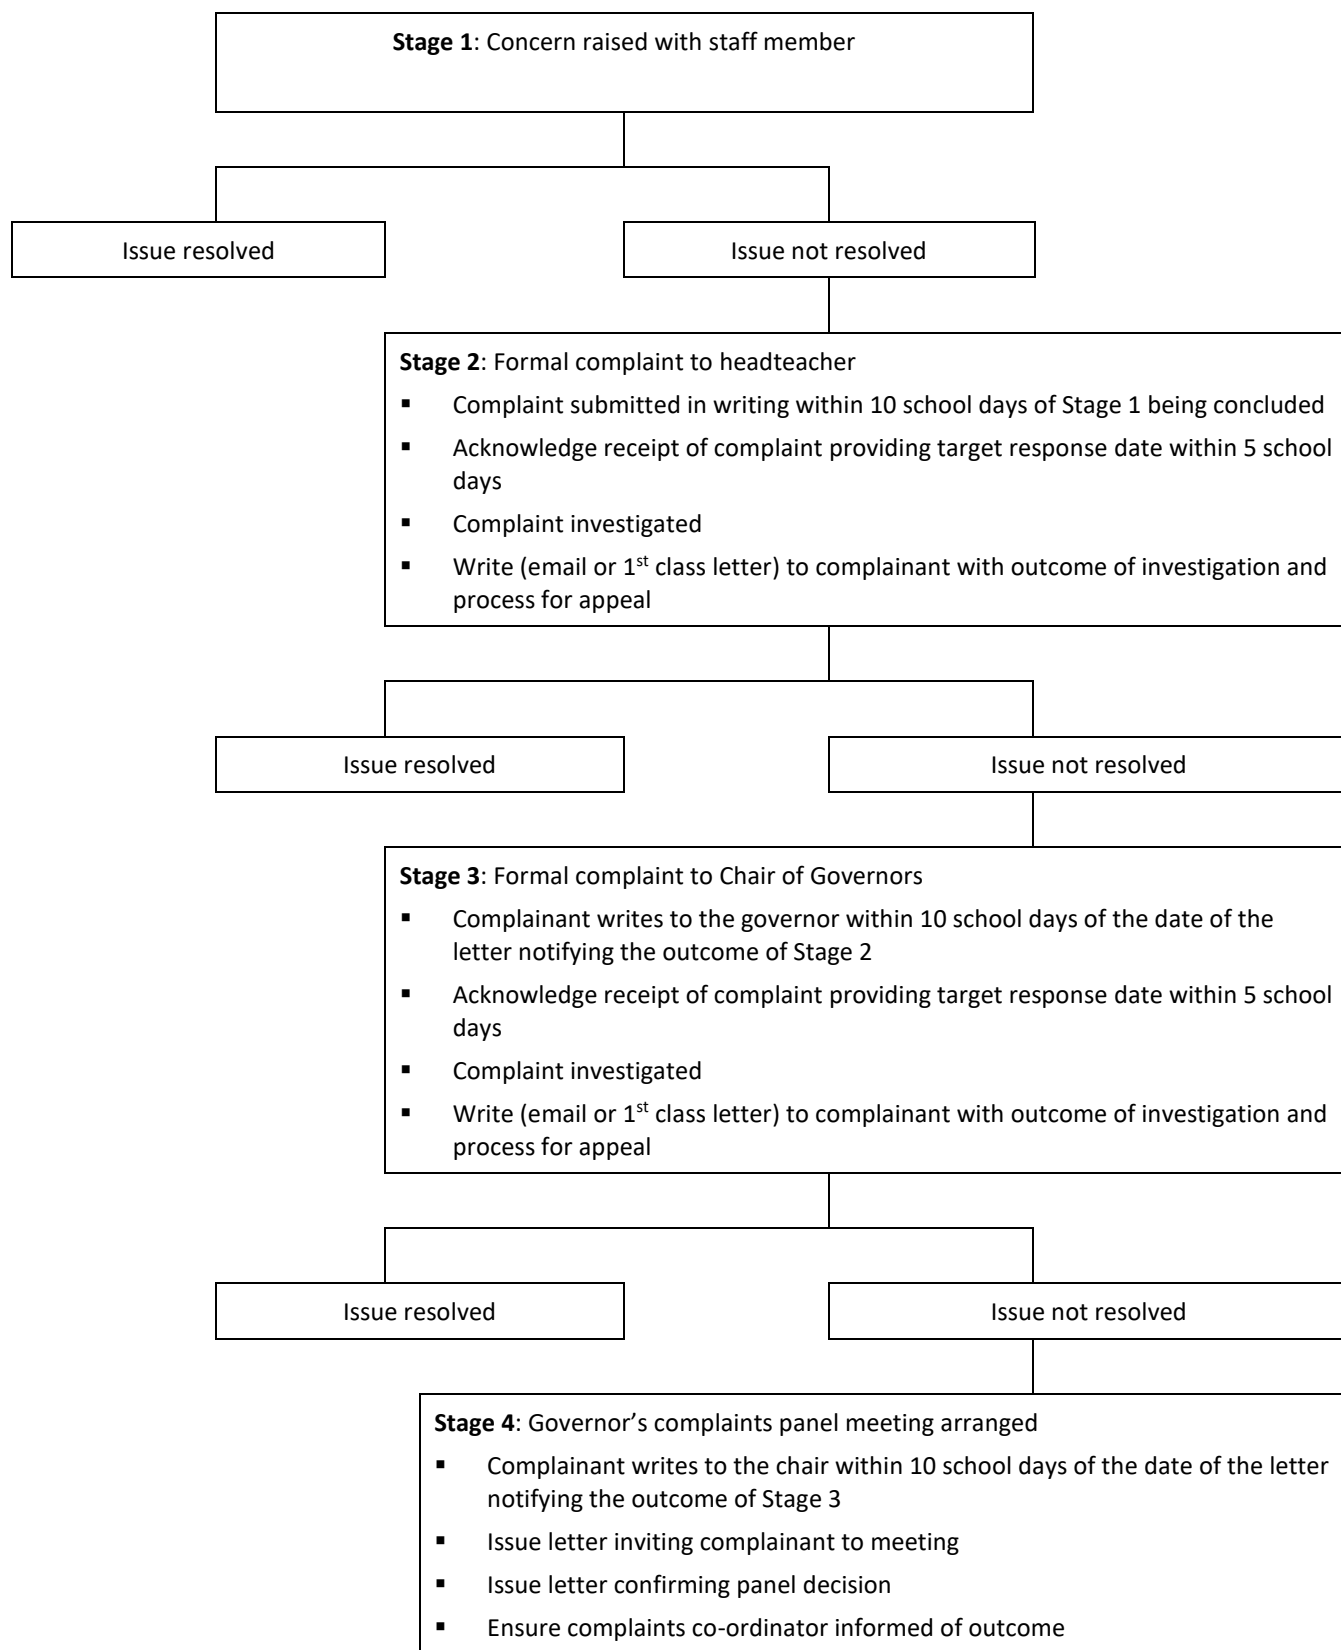 Stage 1: Concern raised with staff member
Issue resolved
Issue not resolved
Stage 2: Formal complaint to headteacher
▪ Complaint submitted in writing within 10 school days of Stage 1 being concluded
▪ Acknowledge receipt of complaint providing target response date within 5 school
days
▪ Complaint investigated
▪ Write (email or 1st class letter) to complainant with outcome of investigation and
process for appeal
Issue resolved
Issue not resolved
Stage 3: Formal complaint to Chair of Governors
▪ Complainant writes to the governor within 10 school days of the date of the
letter notifying the outcome of Stage 2
▪ Acknowledge receipt of complaint providing target response date within 5 school
days
▪ Complaint investigated
▪ Write (email or 1st class letter) to complainant with outcome of investigation and
process for appeal
Issue resolved
Issue not resolved
Stage 4: Governor’s complaints panel meeting arranged
▪ Complainant writes to the chair within 10 school days of the date of the letter
notifying the outcome of Stage 3
▪ Issue letter inviting complainant to meeting
▪ Issue letter confirming panel decision
▪ Ensure complaints co-ordinator informed of outcome